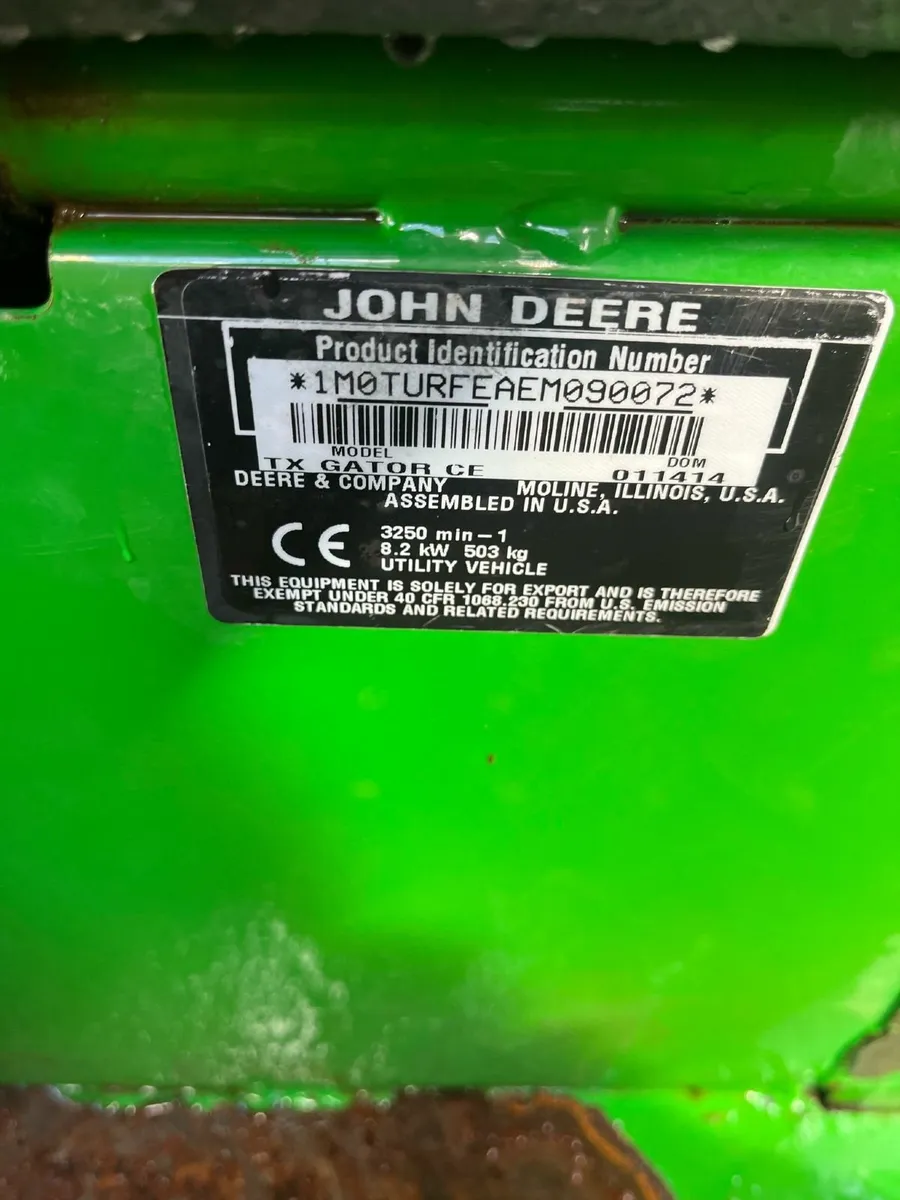 JOHN DEERE
Product Identification Number
*1M0TURFEAEM090072*
MODEL DOM
TX GATOR CE 011414
DEERE & COMPANY MOLINE, ILLINOIS, U.S.A.
ASSEMBLED IN U.S.A.
CE 3250 min-1
8.2 kW 503 kg
UTILITY VEHICLE
THIS EQUIPMENT IS SOLELY FOR EXPORT AND IS THEREFORE
EXEMPT UNDER 40 CFR 1068.230 FROM U.S. EMISSION
STANDARDS AND RELATED REQUIREMENTS.